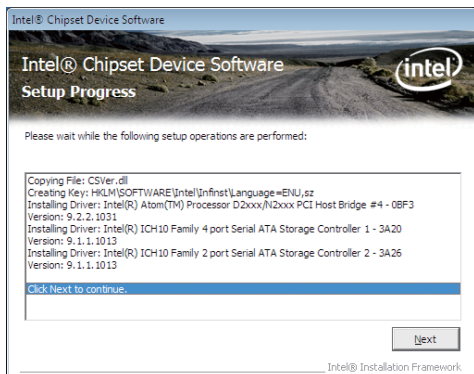 Intel® Chipset Device Software
Intel® Chipset Device Software
Setup Progress
intel
Please wait while the following setup operations are performed:
Copying File: CSVer.dll
Creating Key: HKLM\SOFTWARE\Intel\Infinst\Language=ENU,sz
Installing Driver: Intel(R) Atom(TM) Processor D2xxx/N2xxx PCI Host Bridge #4 - 0BF3
Version: 9.2.2.1031
Installing Driver: Intel(R) ICH10 Family 4 port Serial ATA Storage Controller 1 - 3A20
Version: 9.1.1.1013
Installing Driver: Intel(R) ICH10 Family 2 port Serial ATA Storage Controller 2 - 3A26
Version: 9.1.1.1013
Click Next to continue.
Next
Intel® Installation Framework